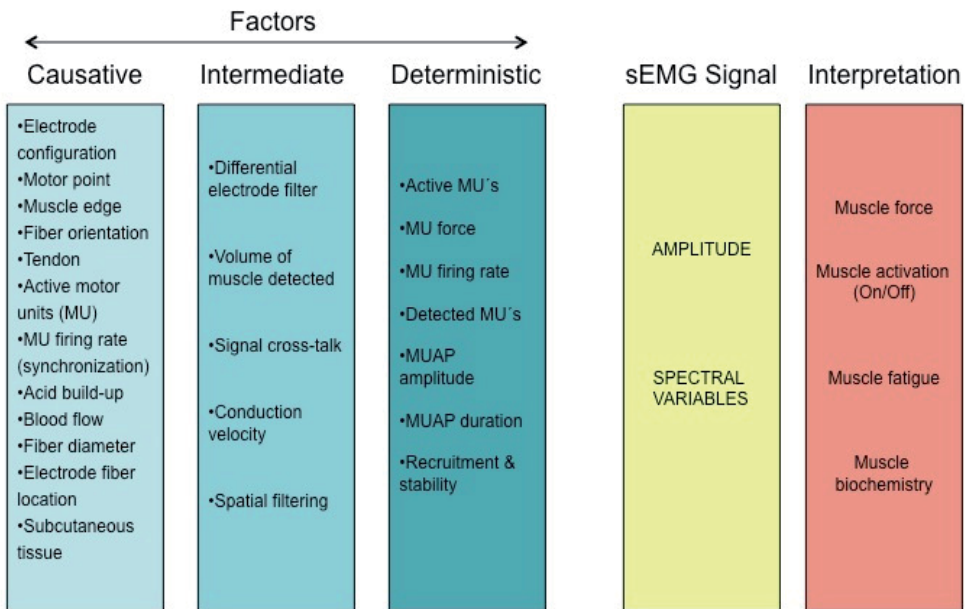 Factors
Causative
•Electrode
configuration
•Motor point
•Muscle edge
•Fiber orientation
•Tendon
•Active motor
units (MU)
•MU firing rate
(synchronization)
•Acid build-up
•Blood flow
•Fiber diameter
•Electrode fiber
location
•Subcutaneous
tissue
Intermediate
•Differential
electrode filter
•Volume of
muscle detected
•Signal cross-talk
•Conduction
velocity
•Spatial filtering
Deterministic
•Active MU´s
•MU force
•MU firing rate
•Detected MU´s
•MUAP
amplitude
•MUAP duration
•Recruitment &
stability
sEMG Signal
AMPLITUDE
SPECTRAL
VARIABLES
Interpretation
Muscle force
Muscle activation
(On/Off)
Muscle fatigue
Muscle
biochemistry